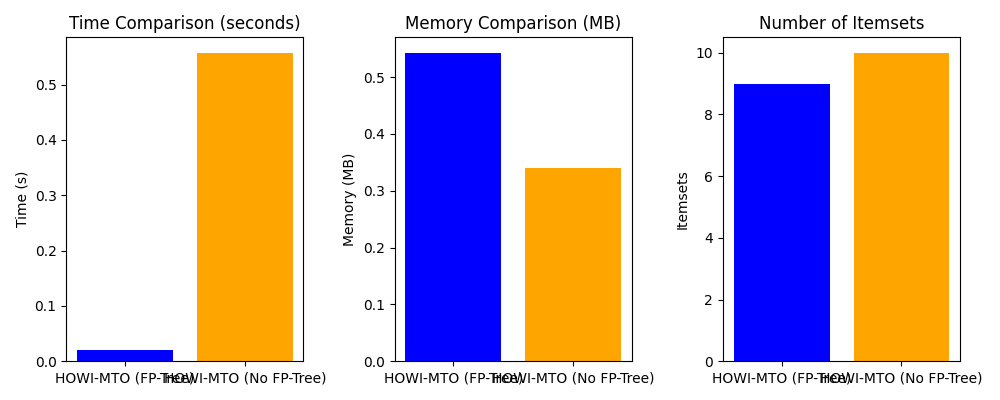 Time Comparison (seconds)
Time (s)
0.5
0.4
0.3
0.2
0.1
0.0
HOWI-MTO (FP-Tree)
HOWI-MTO (No FP-Tree)
Memory Comparison (MB)
Memory (MB)
0.5
0.4
0.3
0.2
0.1
0.0
HOWI-MTO (FP-Tree)
HOWI-MTO (No FP-Tree)
Number of Itemsets
Itemsets
10
8
6
4
2
0
HOWI-MTO (FP-Tree)
HOWI-MTO (No FP-Tree)